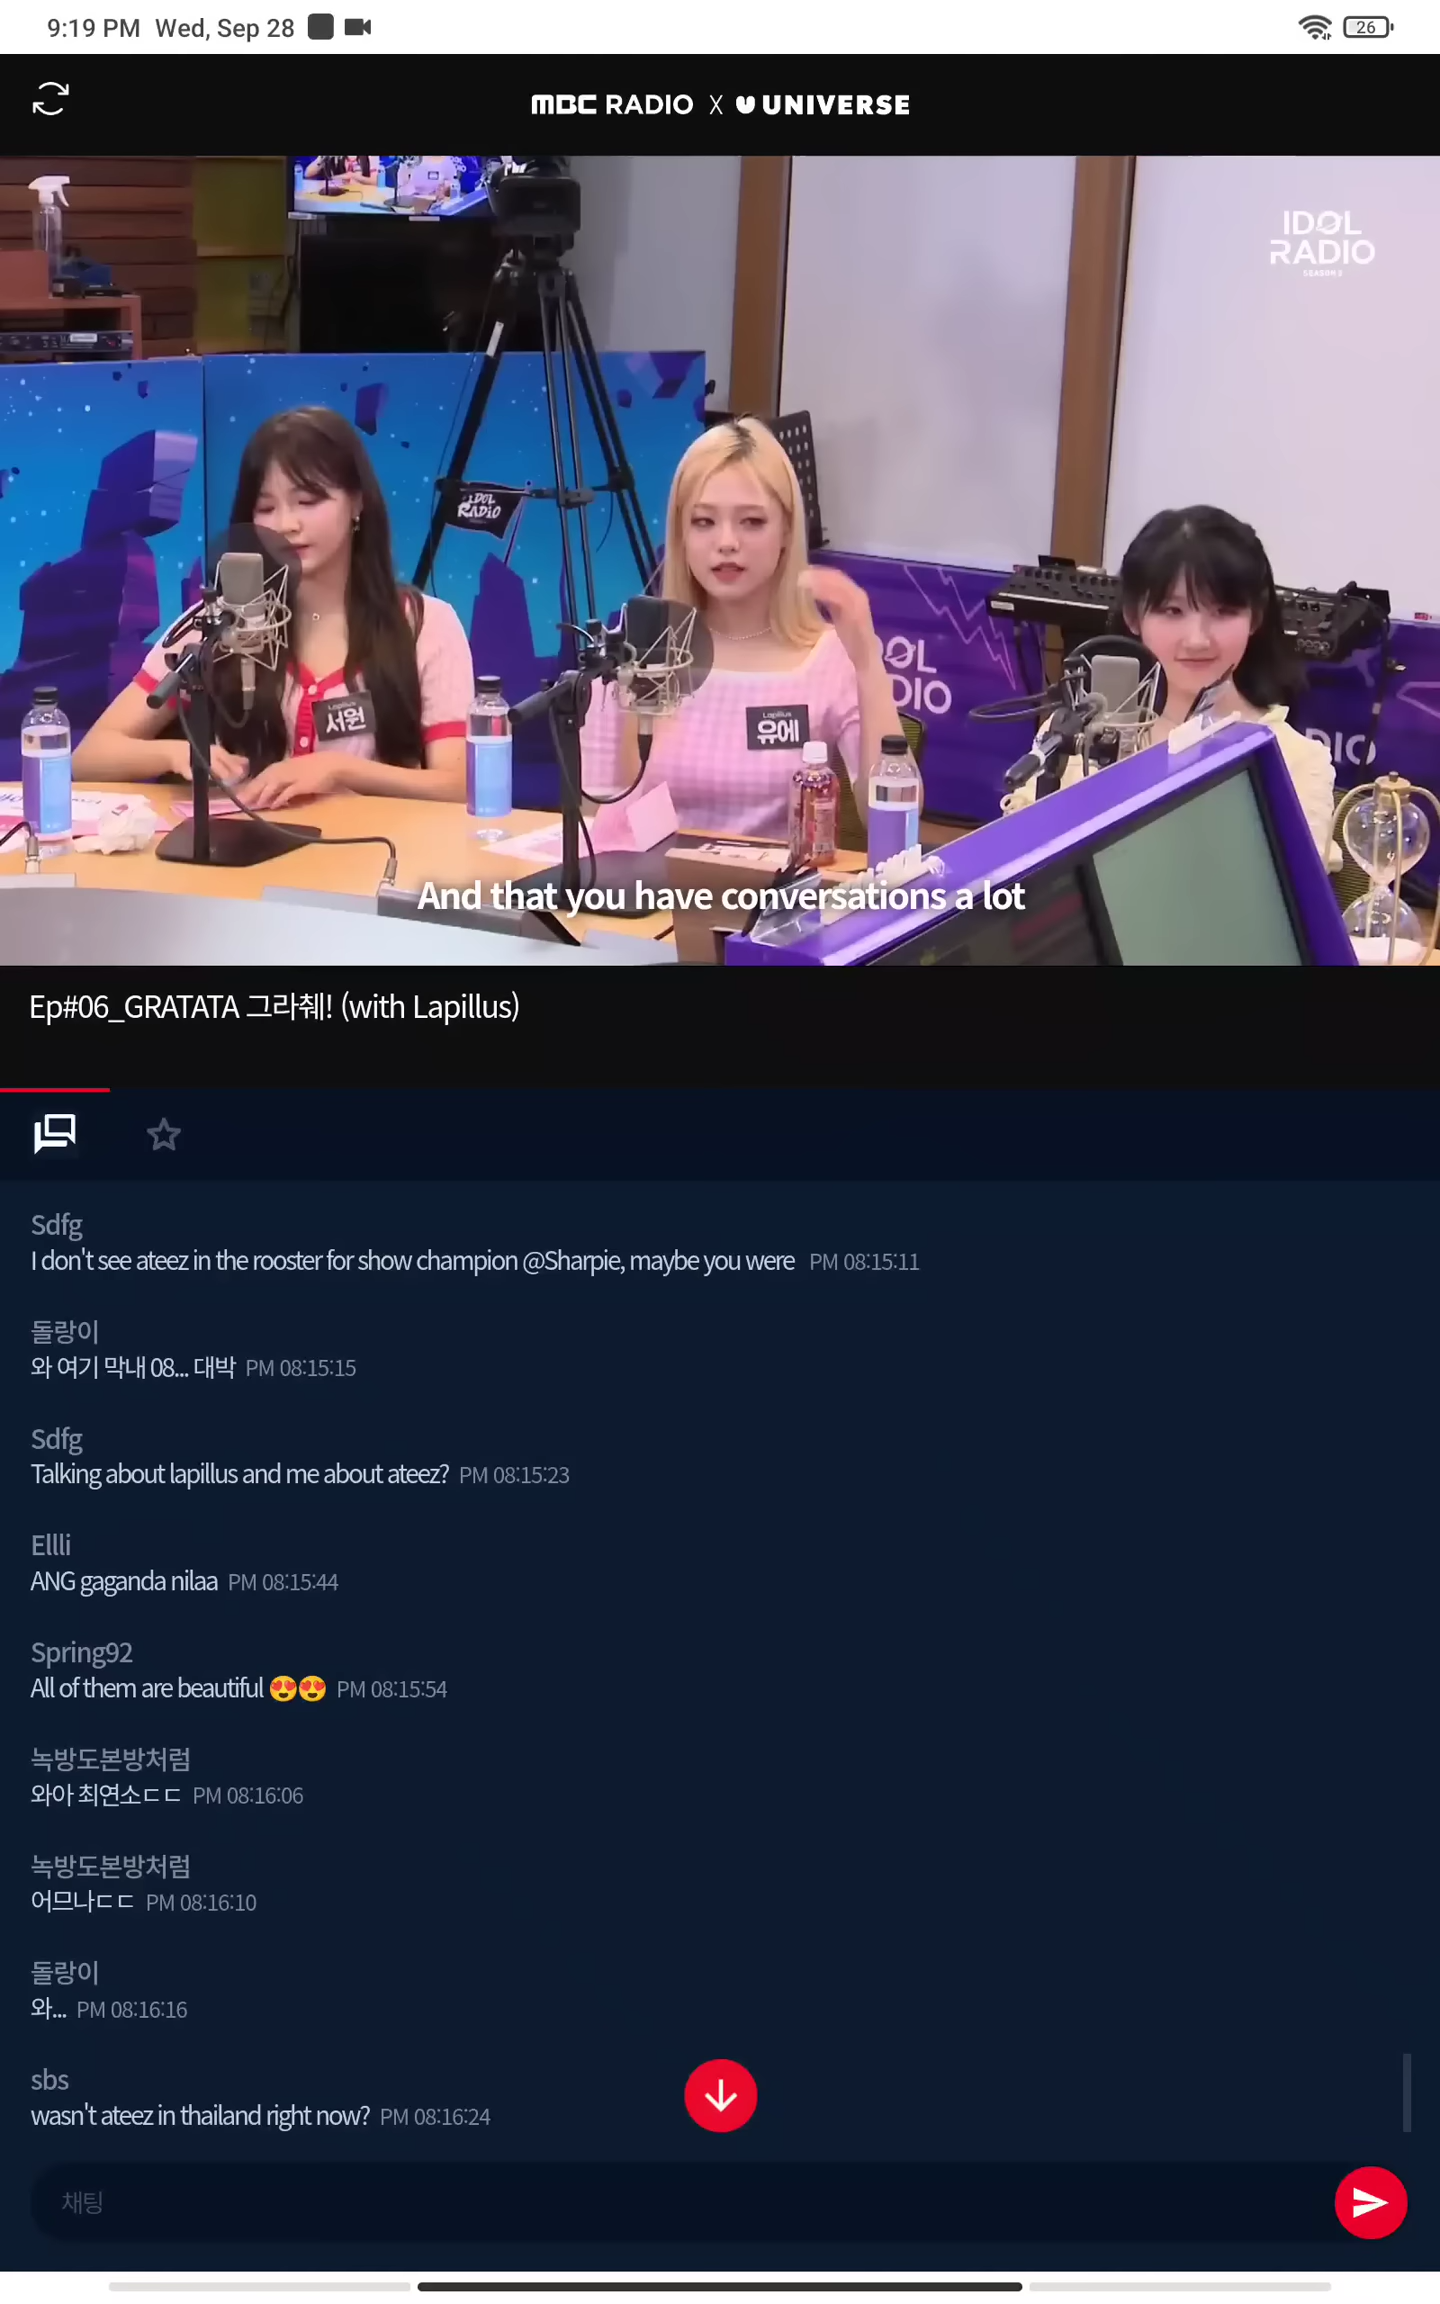 9:19 PM Wed, Sep 28
26
MBC RADIO X UNIVERSE
IDOL
RADIO
SEASON 3
IDOL
RADIO
Lapillus
서원
Lapillus
유에
And that you have conversations a lot
Ep#06_GRATATA 그라췌! (with Lapillus)
Sdfg
I don't see ateez in the rooster for show champion @Sharpie, maybe you were PM 08:15:11
돌랑이
와 여기 막내 08... 대박 PM 08:15:15
Sdfg
Talking about lapillus and me about ateez? PM 08:15:23
Ellli
ANG gaganda nilaa PM 08:15:44
Spring92
All of them are beautiful 😍😍 PM 08:15:54
녹방도본방처럼
와아 최연소ㄷㄷ PM 08:16:06
녹방도본방처럼
어므나ㄷㄷ PM 08:16:10
돌랑이
와... PM 08:16:16
sbs
wasn't ateez in thailand right now? PM 08:16:24
채팅